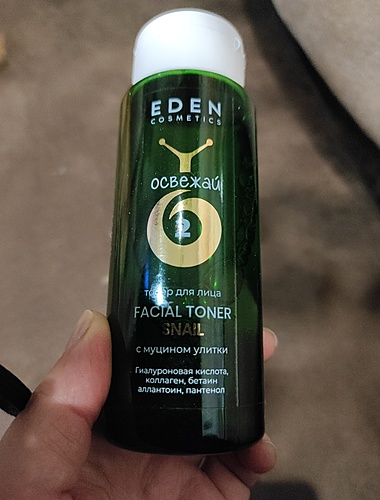 EDEN
COSMETICS
освежай
2
тонер для лица
FACIAL TONER
SNAIL
с муцином улитки
Гиалуроновая кислота,
коллаген, бетаин
аллантоин, пантенол